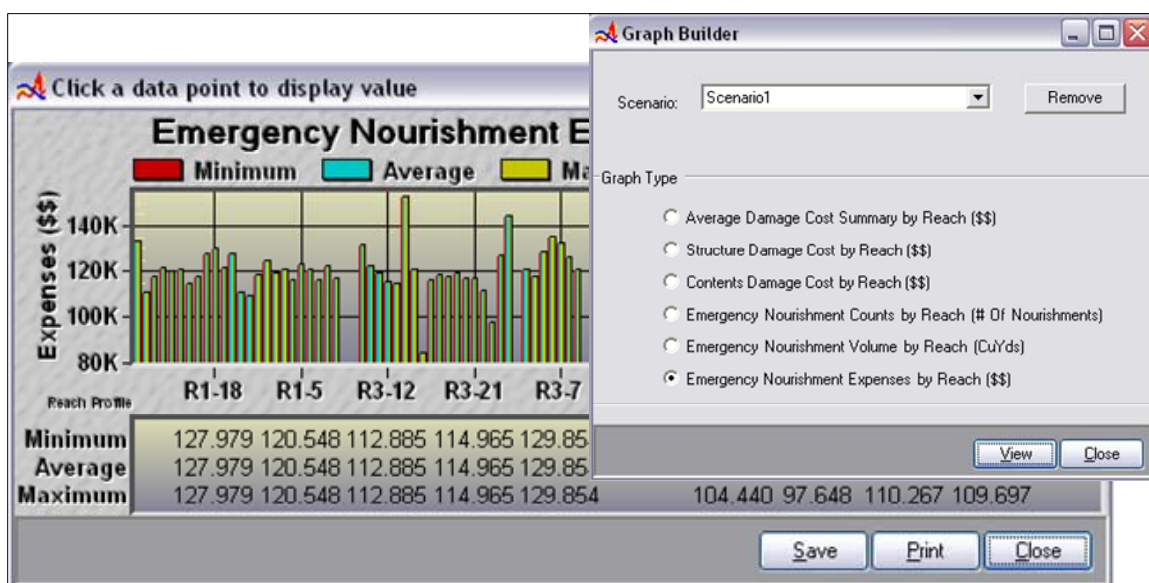 Click a data point to display value
Emergency Nourishment E
Minimum Average Ma
Expenses ($$)
140K
120K
100K
80K
R1-18 R1-5 R3-12 R3-21 R3-7
Reach Profile
Minimum 127.979 120.548 112.885 114.965 129.854
Average 127.979 120.548 112.885 114.965 129.854
Maximum 127.979 120.548 112.885 114.965 129.854 104.440 97.648 110.267 109.697
Save Print Close
Graph Builder
Scenario: Scenario1 Remove
Graph Type
Average Damage Cost Summary by Reach ($$)
Structure Damage Cost by Reach ($$)
Contents Damage Cost by Reach ($$)
Emergency Nourishment Counts by Reach (# Of Nourishments)
Emergency Nourishment Volume by Reach (CuYds)
Emergency Nourishment Expenses by Reach ($$)
View Close